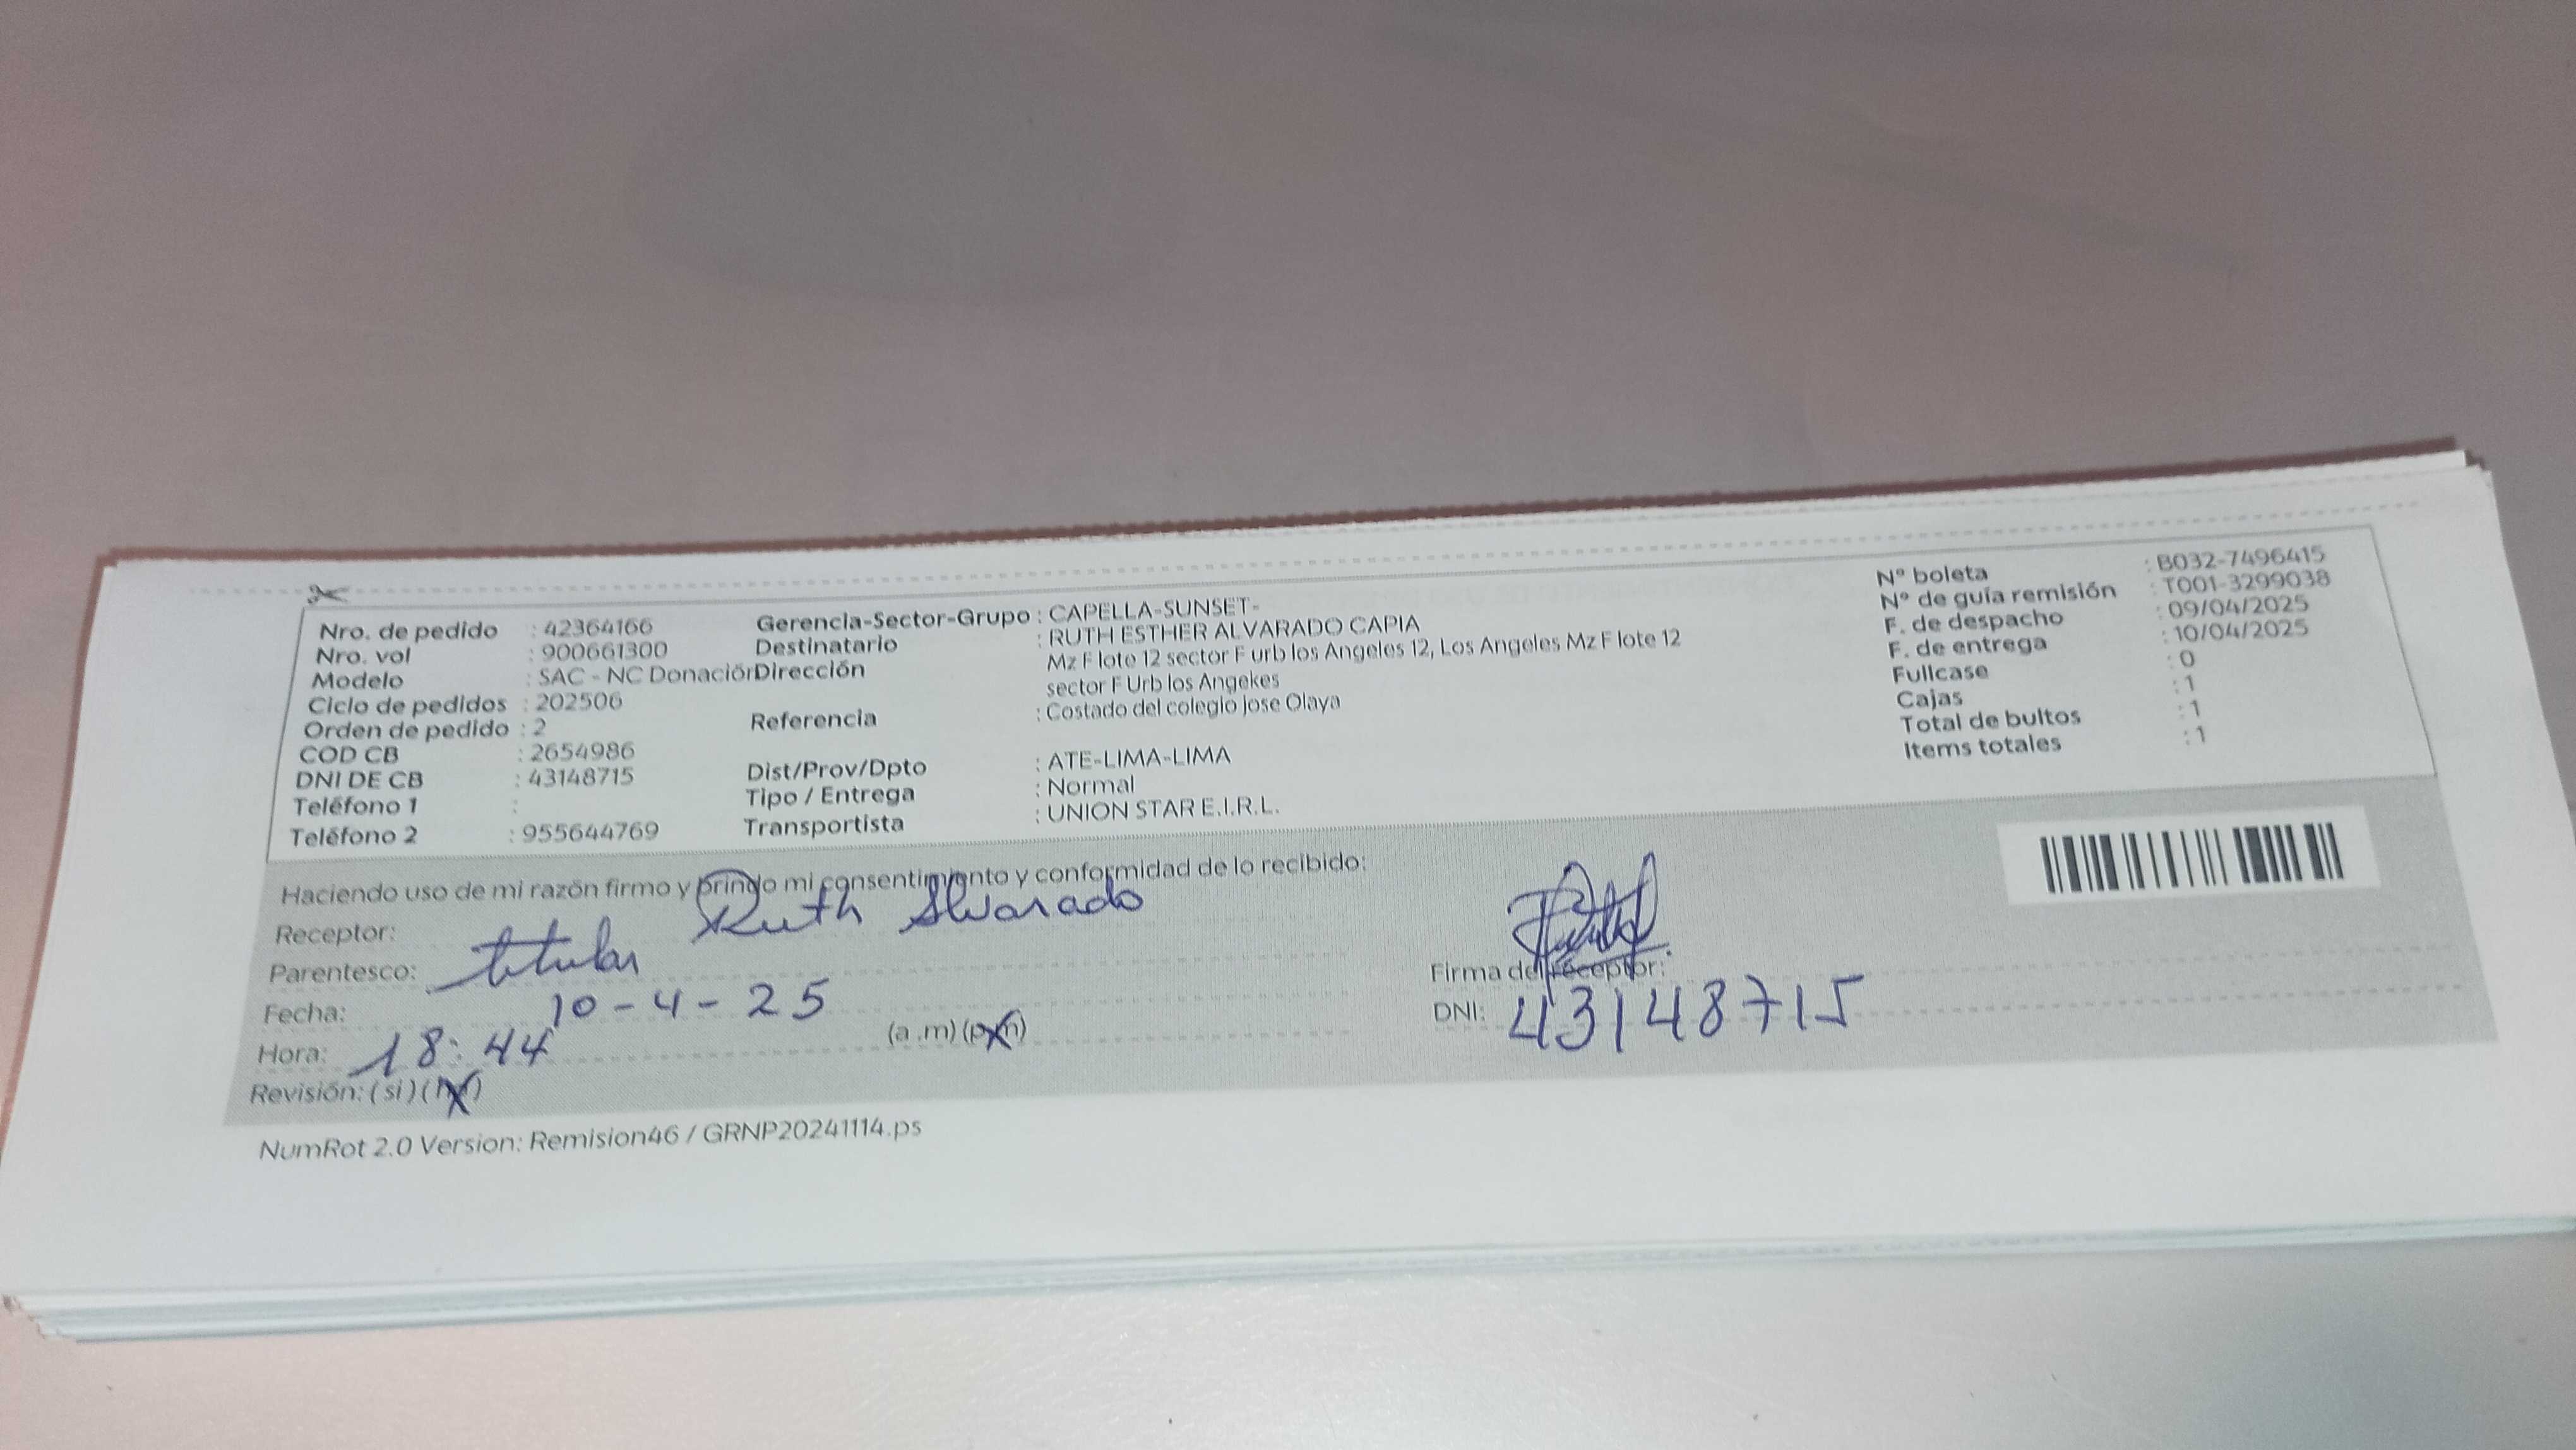 Nro. de pedido : 42364166
Nro. vol : 900661300
Modelo : SAC - NC Donación
Ciclo de pedidos : 202506
Orden de pedido : 2
COD CB : 2654986
DNI DE CB : 43148715
Teléfono 1 :
Teléfono 2 : 955644769
Gerencia-Sector-Grupo : CAPELLA-SUNSET-
Destinatario : RUTH ESTHER ALVARADO CAPIA
Dirección Mz F lote 12 sector F urb los Angeles 12, Los Angeles Mz F lote 12
sector F Urb los Angekes
Referencia : Costado del colegio jose Olaya
Dist/Prov/Dpto : ATE-LIMA-LIMA
Tipo / Entrega : Normal
Transportista : UNION STAR E.I.R.L.
N° boleta : B032-7496415
N° de guía remisión : T001-3299038
F. de despacho : 09/04/2025
F. de entrega : 10/04/2025
Fullcase : 0
Cajas : 1
Total de bultos : 1
Items totales : 1
Haciendo uso de mi razón firmo y brindo mi consentimiento y conformidad de lo recibido:
Receptor: Ruth Alvarado
Parentesco: titular
Fecha: 10-4-25
Hora: 18:44 (a .m) (p.m)
Revisión: ( si ) ( no )
Firma del receptor:
DNI: 43148715
NumRot 2.0 Version: Remision46 / GRNP20241114.ps